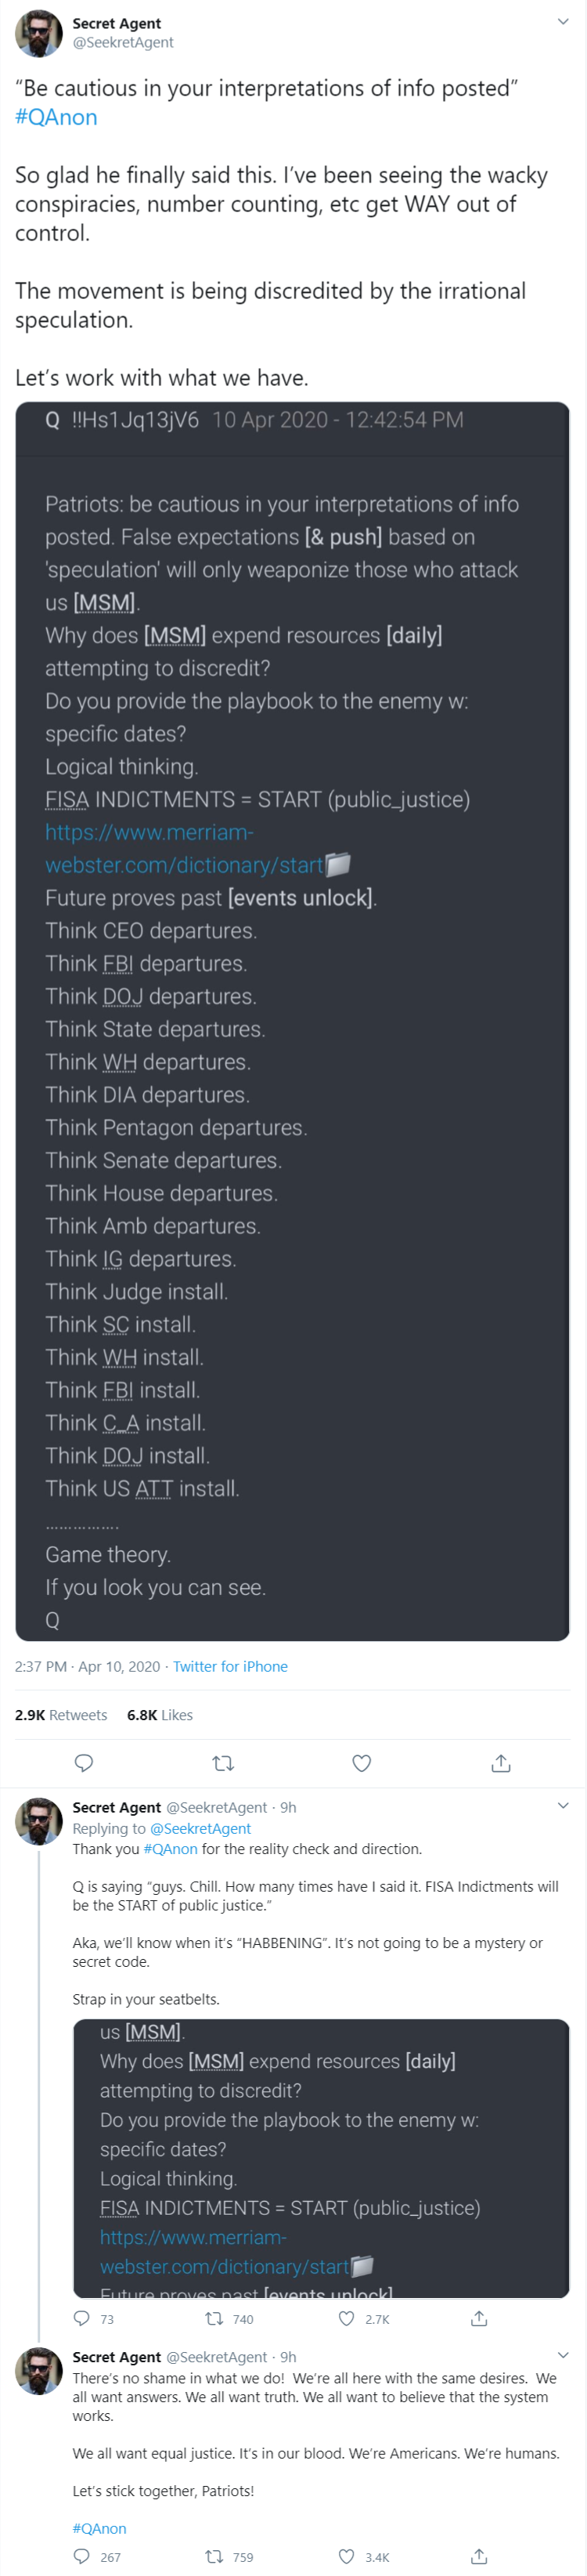 Secret Agent
@SeekretAgent
“Be cautious in your interpretations of info posted”
#QAnon
So glad he finally said this. I’ve been seeing the wacky
conspiracies, number counting, etc get WAY out of
control.
The movement is being discredited by the irrational
speculation.
Let’s work with what we have.
Q !!Hs1Jq13jV6 10 Apr 2020 - 12:42:54 PM
Patriots: be cautious in your interpretations of info
posted. False expectations [& push] based on
'speculation' will only weaponize those who attack
us [MSM].
Why does [MSM] expend resources [daily]
attempting to discredit?
Do you provide the playbook to the enemy w:
specific dates?
Logical thinking.
FISA INDICTMENTS = START (public_justice)
https://www.merriam-
webster.com/dictionary/start
Future proves past [events unlock].
Think CEO departures.
Think FBI departures.
Think DOJ departures.
Think State departures.
Think WH departures.
Think DIA departures.
Think Pentagon departures.
Think Senate departures.
Think House departures.
Think Amb departures.
Think IG departures.
Think Judge install.
Think SC install.
Think WH install.
Think FBI install.
Think C_A install.
Think DOJ install.
Think US ATT install.
……………
Game theory.
If you look you can see.
Q
2:37 PM · Apr 10, 2020 · Twitter for iPhone
2.9K Retweets 6.8K Likes
Secret Agent @SeekretAgent · 9h
Replying to @SeekretAgent
Thank you #QAnon for the reality check and direction.
Q is saying “guys. Chill. How many times have I said it. FISA Indictments will
be the START of public justice.”
Aka, we’ll know when it’s “HABBENING”. It’s not going to be a mystery or
secret code.
Strap in your seatbelts.
us [MSM].
Why does [MSM] expend resources [daily]
attempting to discredit?
Do you provide the playbook to the enemy w:
specific dates?
Logical thinking.
FISA INDICTMENTS = START (public_justice)
https://www.merriam-
webster.com/dictionary/start
Future proves past [events unlock]
73 740 2.7K
Secret Agent @SeekretAgent · 9h
There’s no shame in what we do! We’re all here with the same desires. We
all want answers. We all want truth. We all want to believe that the system
works.
We all want equal justice. It’s in our blood. We’re Americans. We’re humans.
Let’s stick together, Patriots!
#QAnon
267 759 3.4K